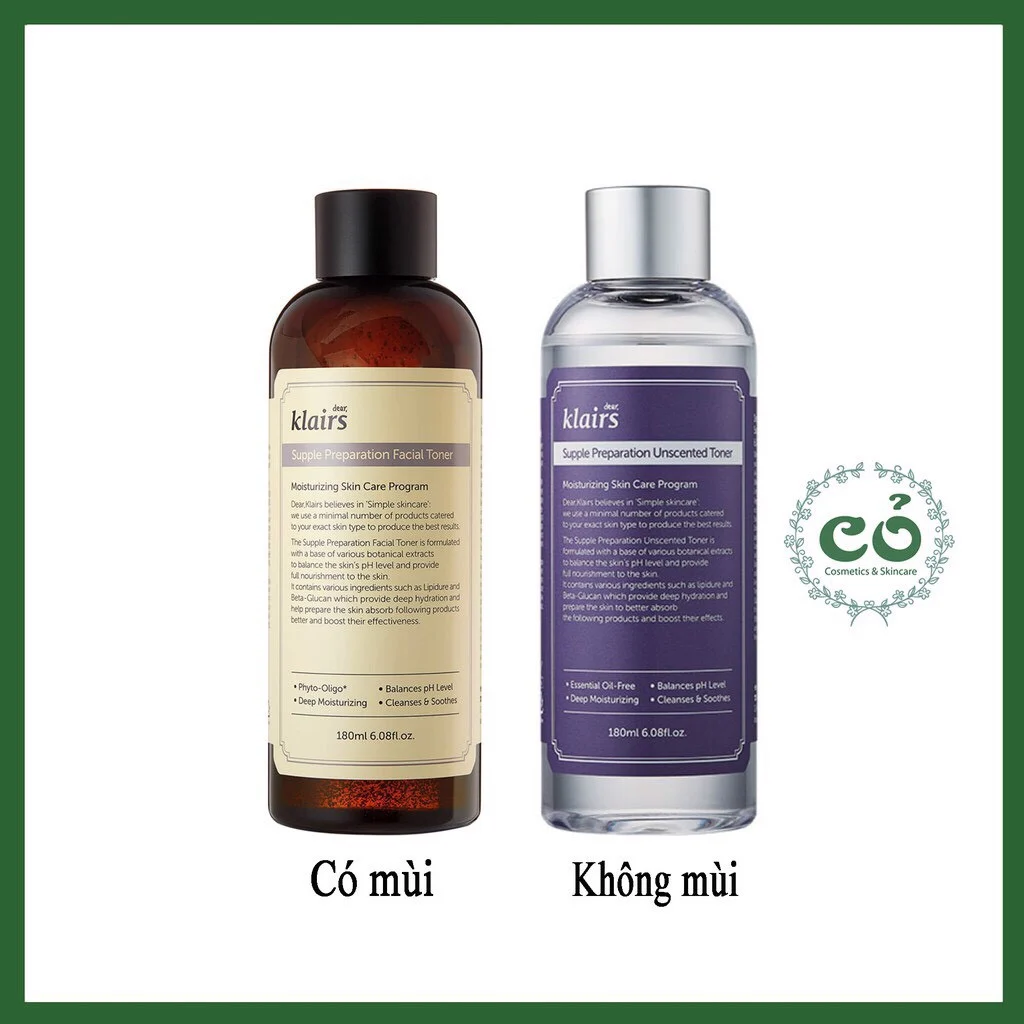 dear,
klairs
Supple Preparation Facial Toner
Moisturizing Skin Care Program
Dear,Klairs believes in 'Simple skincare':
we use a minimal number of products catered
to your exact skin type to produce the best results.
The Supple Preparation Facial Toner is formulated
with a base of various botanical extracts
to balance the skin's pH level and provide
full nourishment to the skin.
It contains various ingredients such as Lipidure and
Beta-Glucan which provide deep hydration and
help prepare the skin absorb following products
better and boost their effectiveness.
• Phyto-Oligo* • Balances pH Level
• Deep Moisturizing • Cleanses & Soothes
180ml 6.08fl.oz.
Có mùi
dear,
klairs
Supple Preparation Unscented Toner
Moisturizing Skin Care Program
Dear,Klairs believes in 'Simple skincare':
we use a minimal number of products catered
to your exact skin type to produce the best results.
The Supple Preparation Unscented Toner is
formulated with a base of various botanical extracts
to balance the skin's pH level and provide
full nourishment to the skin.
It contains various ingredients such as Lipidure and
Beta-Glucan which provide deep hydration and
prepare the skin to better absorb
the following products and boost their effects.
• Essential Oil-Free • Balances pH Level
• Deep Moisturizing • Cleanses & Soothes
180ml 6.08fl.oz.
Không mùi
CỎ
Cosmetics & Skincare